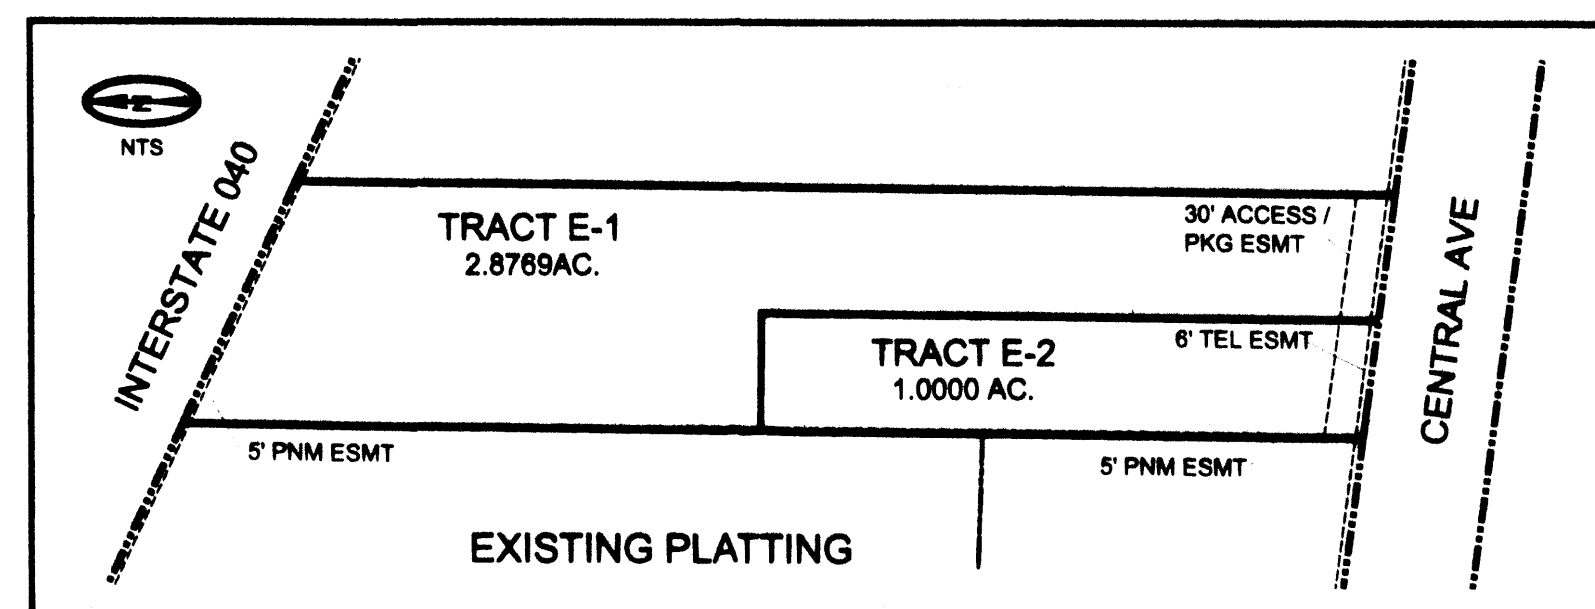 N
NTS
INTERSTATE 040
TRACT E-1
2.8769AC.
30' ACCESS /
PKG ESMT
TRACT E-2
1.0000 AC.
6' TEL ESMT
CENTRAL AVE
5' PNM ESMT
5' PNM ESMT
EXISTING PLATTING